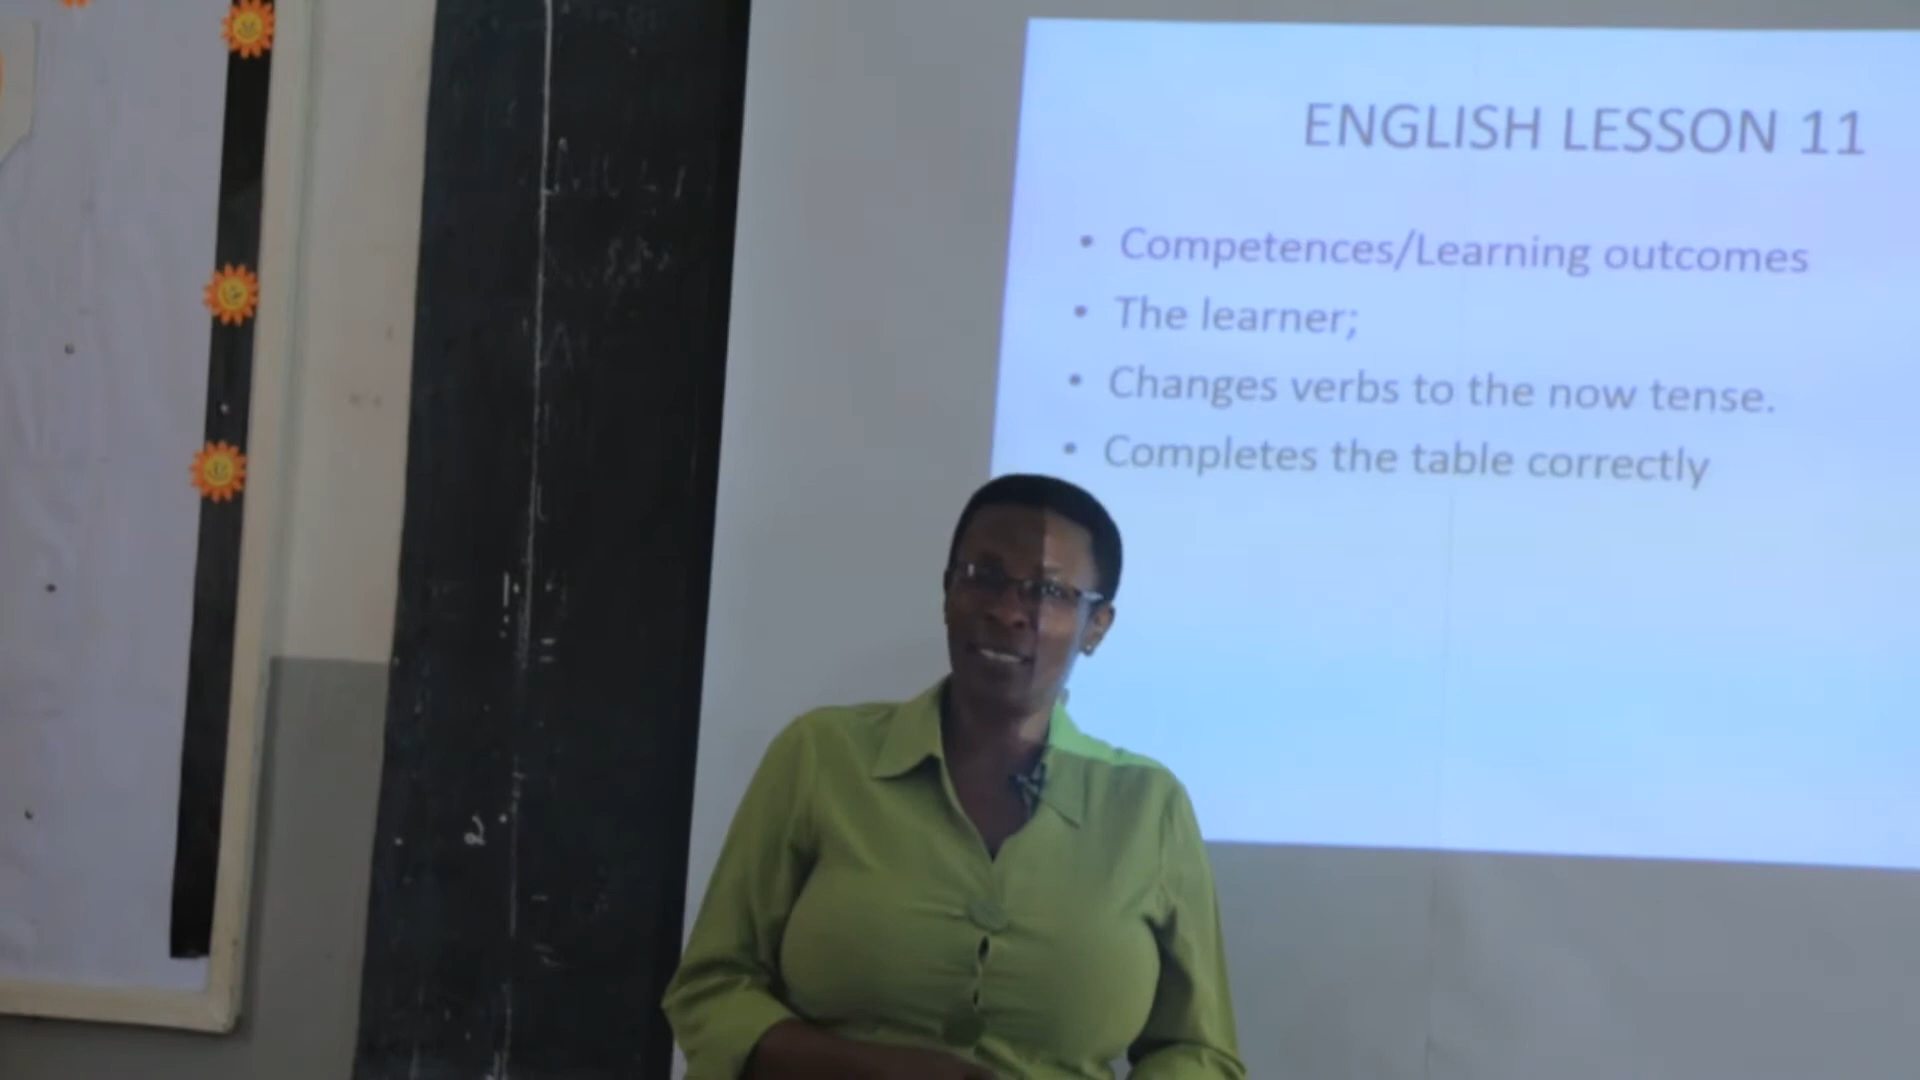 ENGLISH LESSON 11
• Competences/Learning outcomes
• The learner;
• Changes verbs to the now tense.
• Completes the table correctly